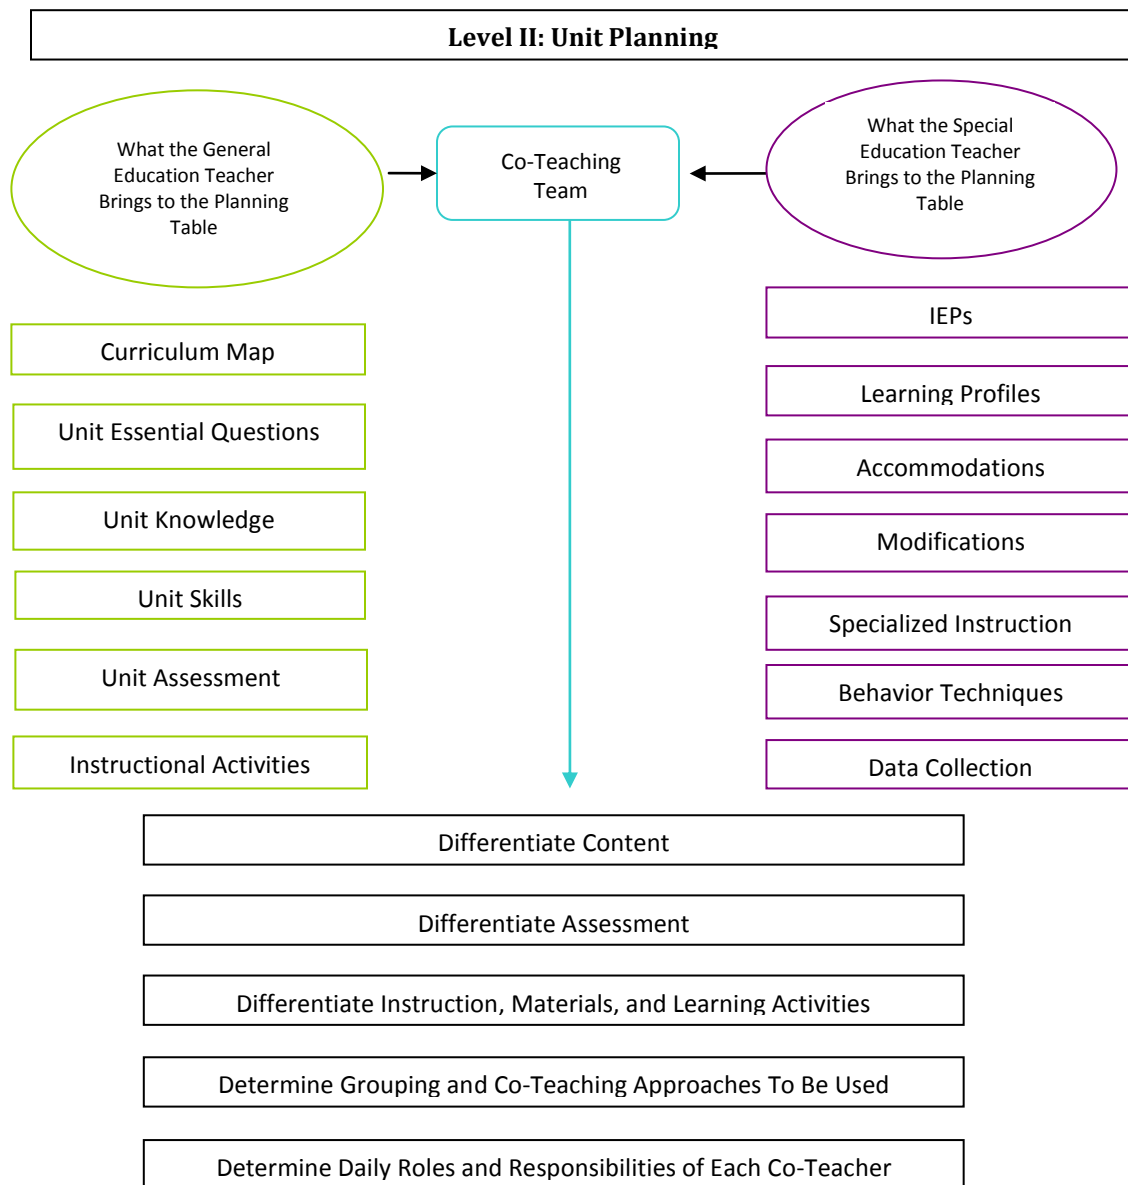 Level II: Unit Planning
What the General
Education Teacher
Brings to the Planning
Table
Co-Teaching
Team
What the Special
Education Teacher
Brings to the Planning
Table
Curriculum Map
Unit Essential Questions
Unit Knowledge
Unit Skills
Unit Assessment
Instructional Activities
IEPs
Learning Profiles
Accommodations
Modifications
Specialized Instruction
Behavior Techniques
Data Collection
Differentiate Content
Differentiate Assessment
Differentiate Instruction, Materials, and Learning Activities
Determine Grouping and Co-Teaching Approaches To Be Used
Determine Daily Roles and Responsibilities of Each Co-Teacher